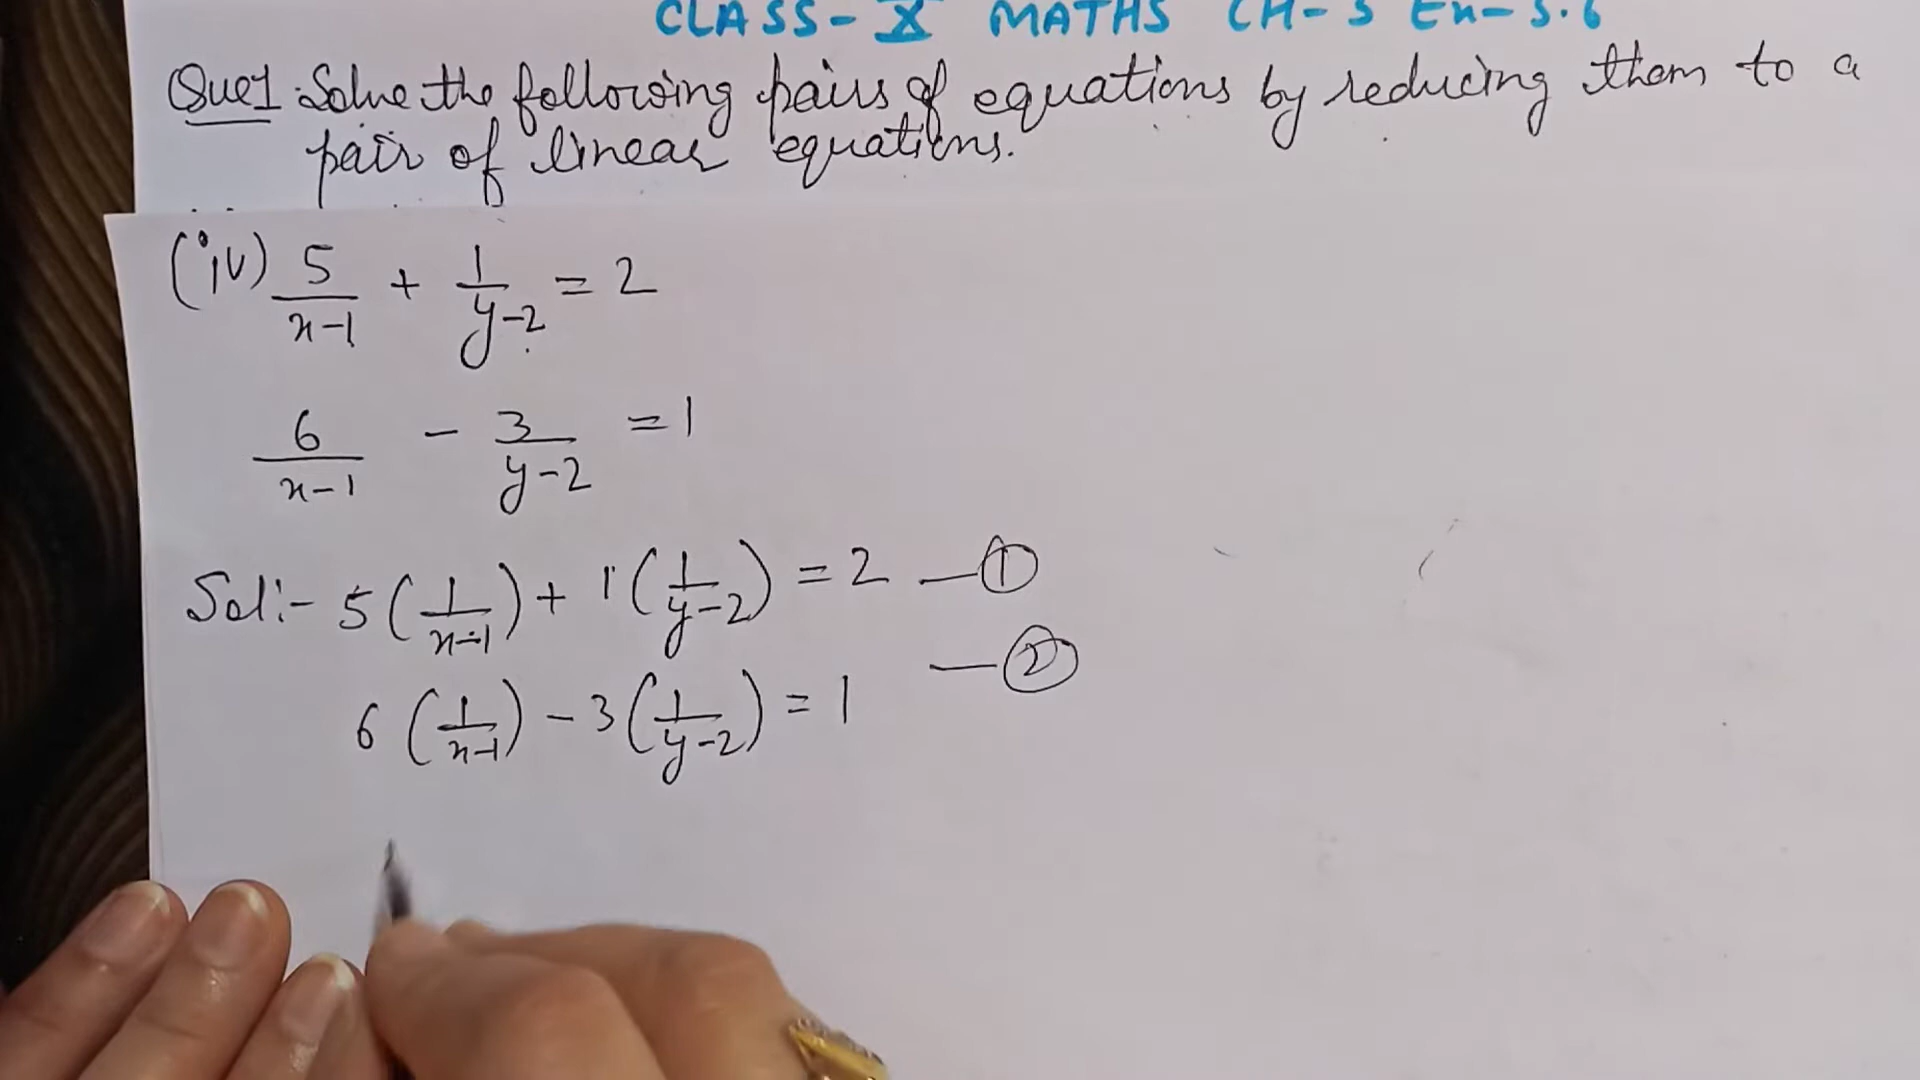 CLASS- X MATHS CH-3 Ex-3.6
Que1 Solve the following pairs of equations by reducing them to a
pair of linear equations.
(iv) 5/(x-1) + 1/(y-2) = 2
6/(x-1) - 3/(y-2) = 1
Sol:- 5(1/(x-1)) + 1(1/(y-2)) = 2 —①
6(1/(x-1)) - 3(1/(y-2)) = 1 —②